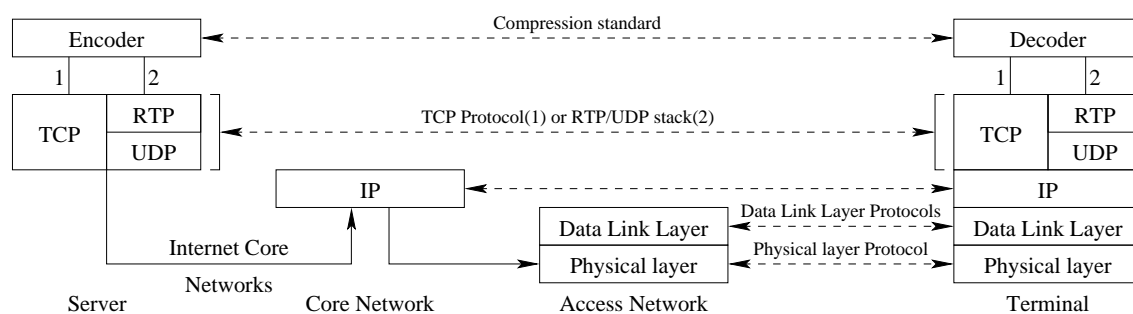 Compression standard
Encoder
Decoder
1 2
1 2
TCP
RTP
UDP
TCP Protocol(1) or RTP/UDP stack(2)
TCP
RTP
UDP
IP
IP
Data Link Layer
Data Link Layer Protocols
Data Link Layer
Internet Core
Networks
Physical layer
Physical layer Protocol
Physical layer
Server
Core Network
Access Network
Terminal